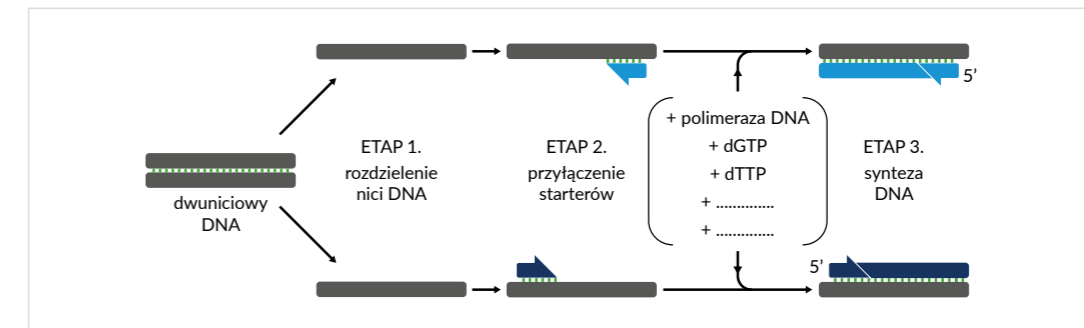 5'
+ polimeraza DNA
+ dGTP
+ dTTP
+ ..............
+ ..............
ETAP 1.
rozdzielenie
nici DNA
ETAP 2.
przyłączenie
starterów
ETAP 3.
synteza
DNA
dwuniciowy
DNA
5'